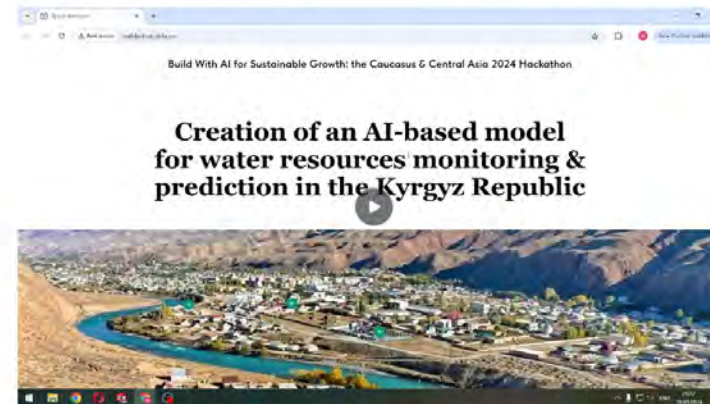 Build With AI for Sustainable Growth: the Caucasus & Central Asia 2024 Hackathon
Creation of an AI-based model
for water resources monitoring &
prediction in the Kyrgyz Republic